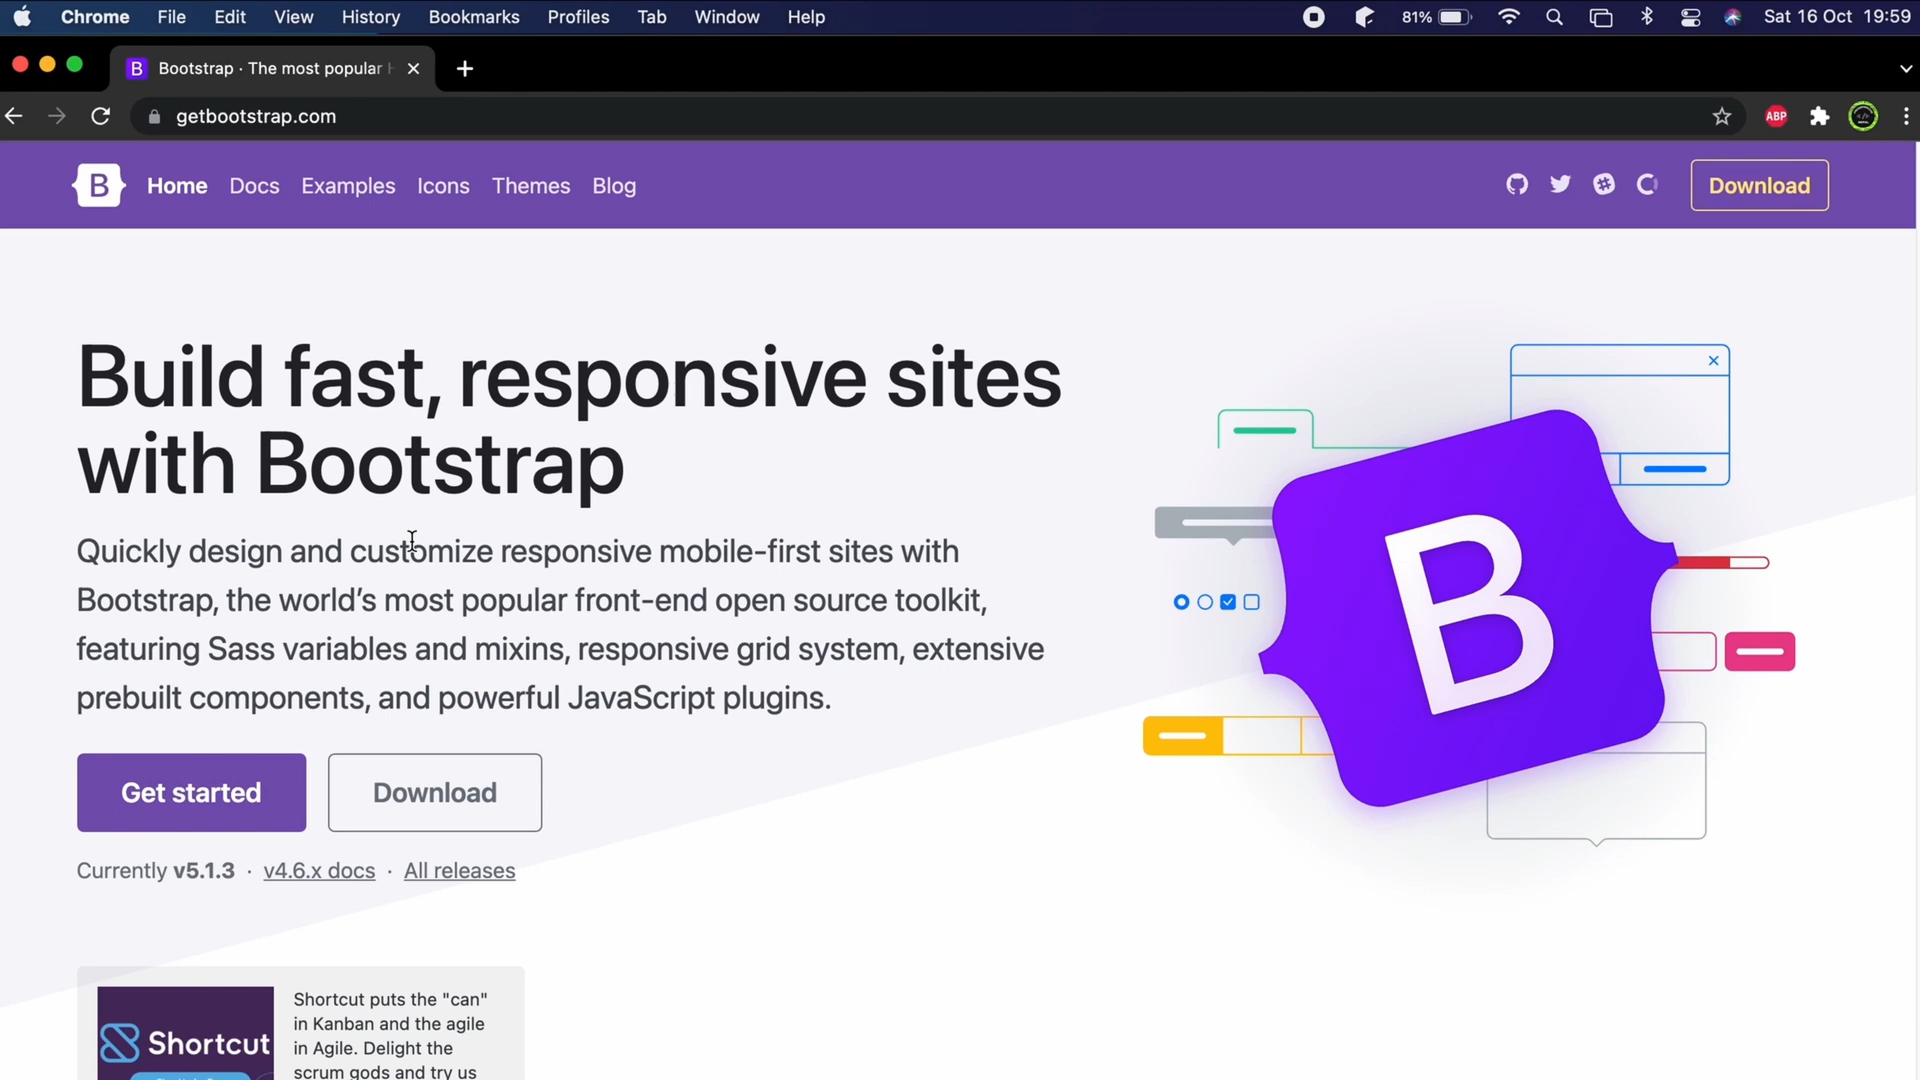 Chrome File Edit View History Bookmarks Profiles Tab Window Help 81% Sat 16 Oct 19:59
B Bootstrap · The most popular
getbootstrap.com ABP
B Home Docs Examples Icons Themes Blog Download
Build fast, responsive sites
with Bootstrap
Quickly design and customize responsive mobile-first sites with
Bootstrap, the world’s most popular front-end open source toolkit,
featuring Sass variables and mixins, responsive grid system, extensive
prebuilt components, and powerful JavaScript plugins.
Get started Download
Currently v5.1.3 · v4.6.x docs · All releases
B
Shortcut
Shortcut puts the "can"
in Kanban and the agile
in Agile. Delight the
scrum gods and try us